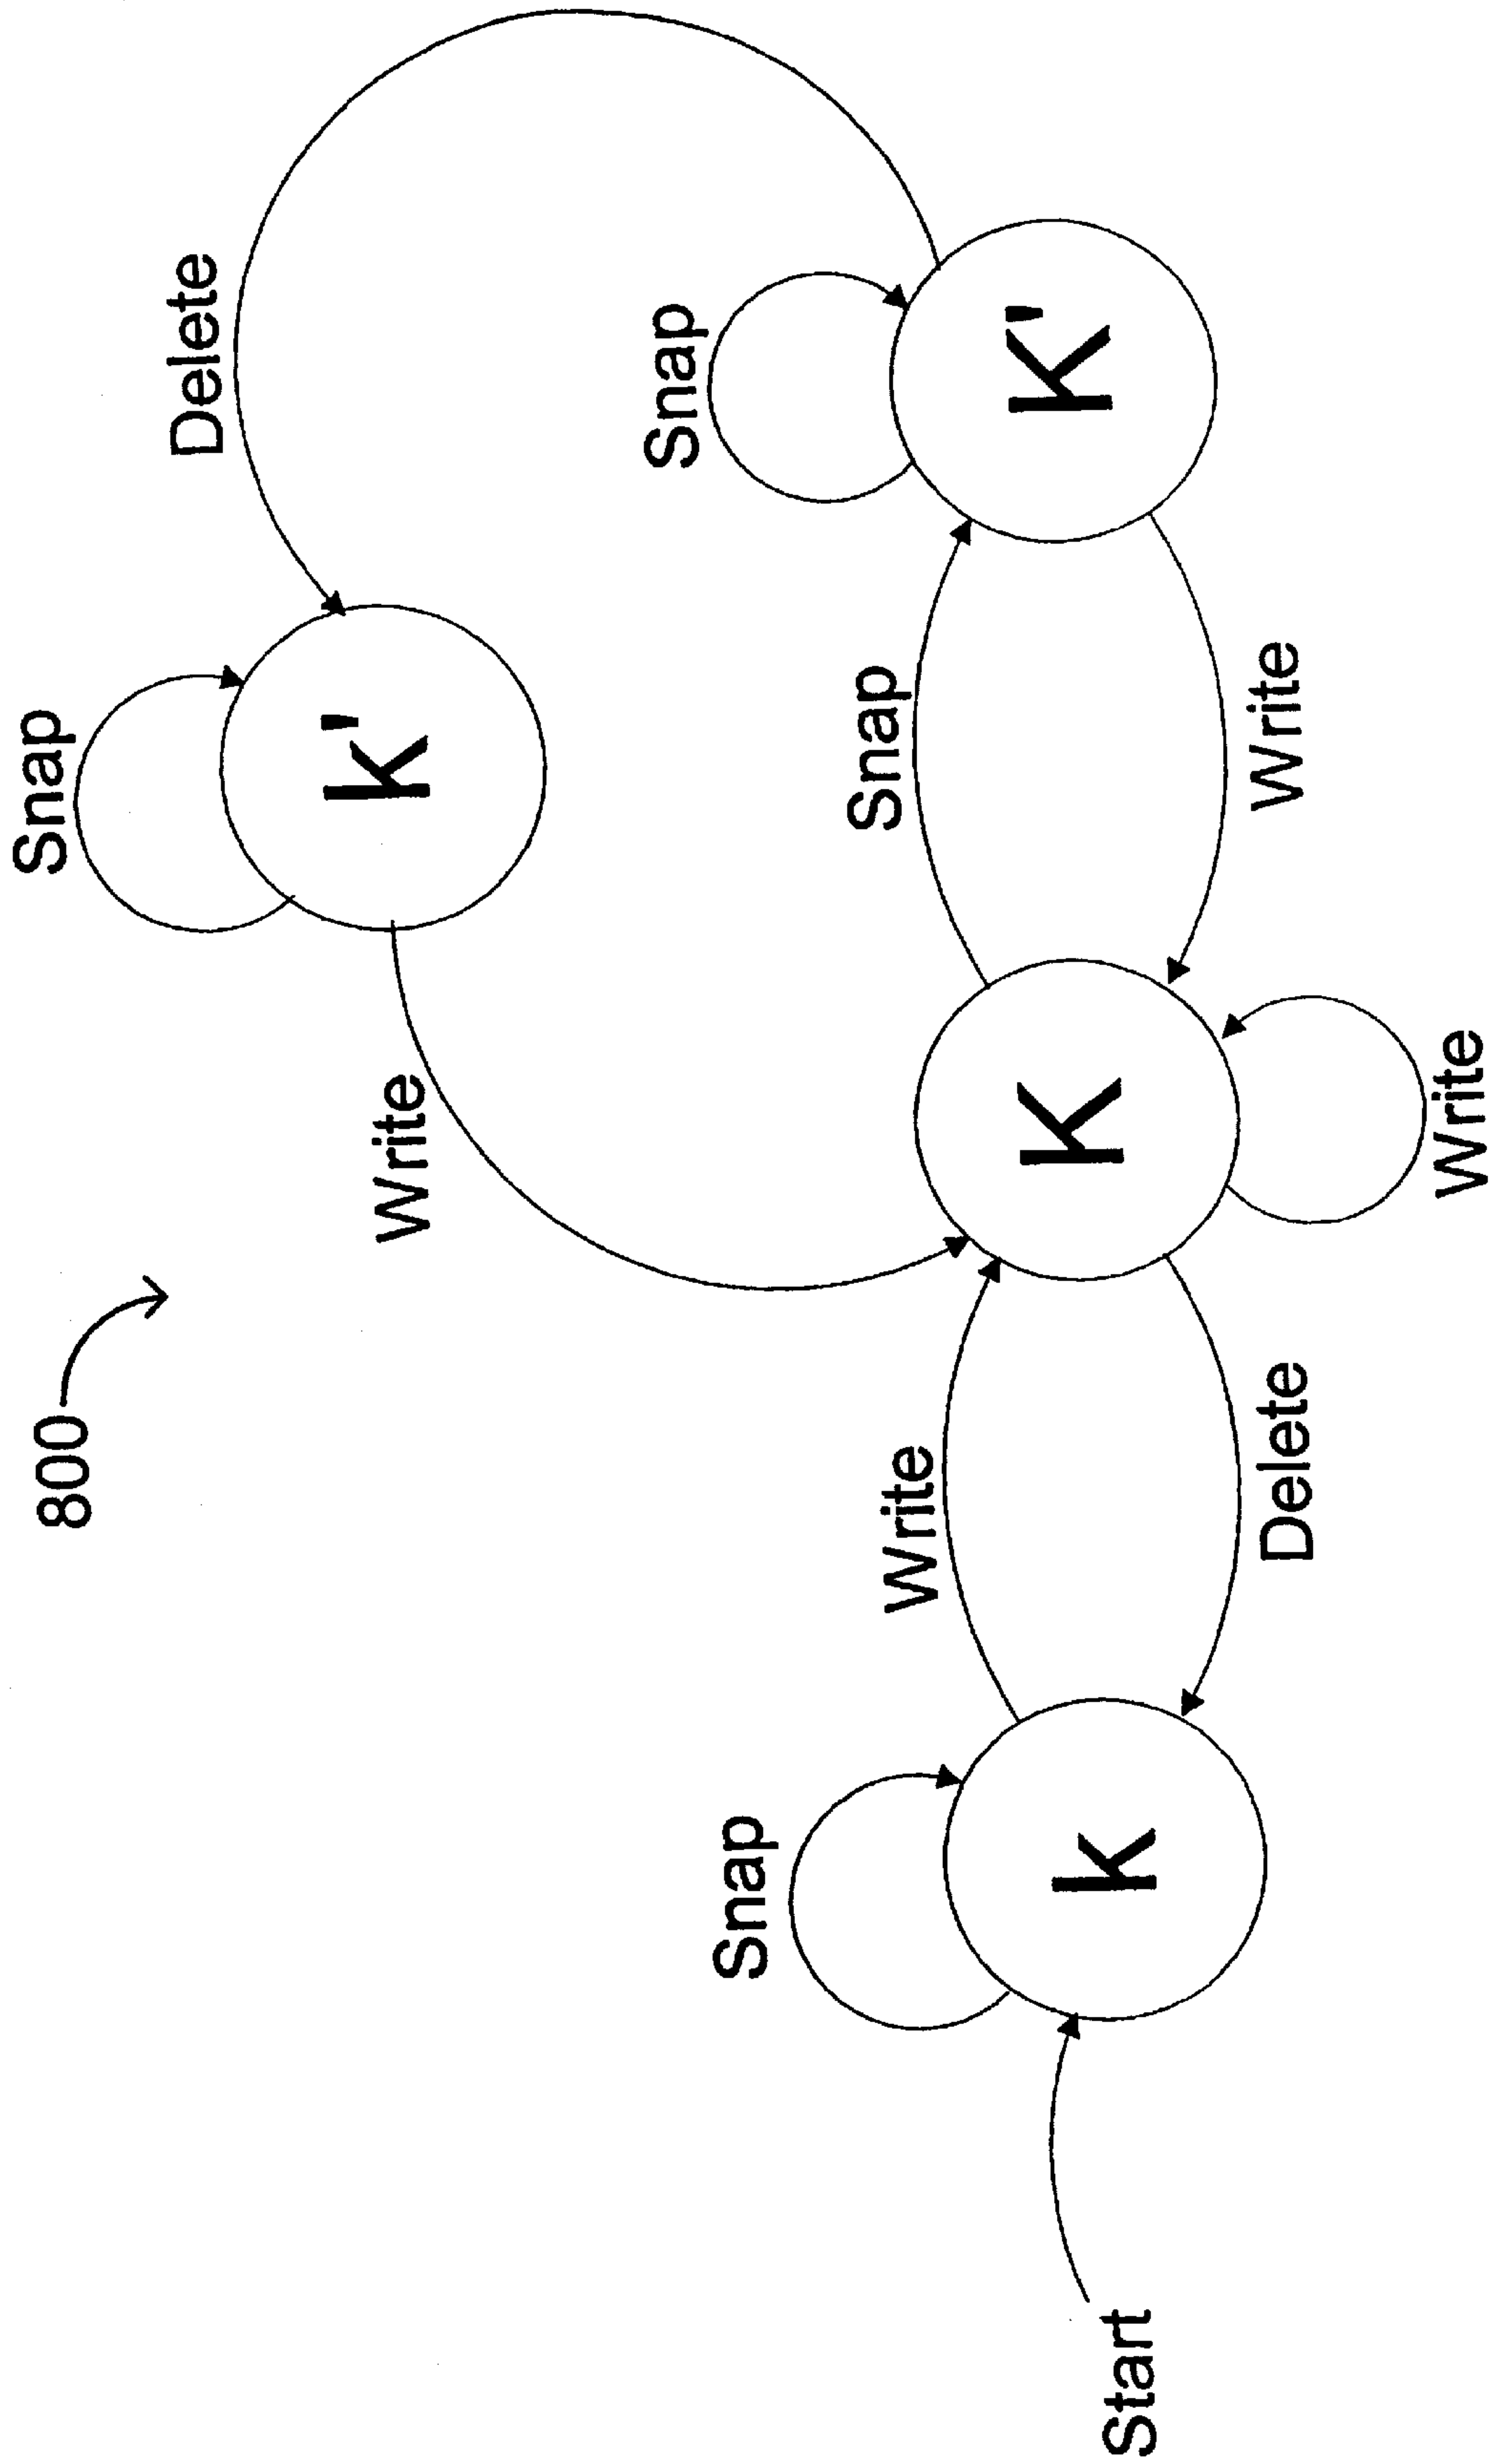 800
Snap
k'
Delete
Write
Snap
K'
Snap
Write
K
Write
Write
Delete
Snap
k
Start